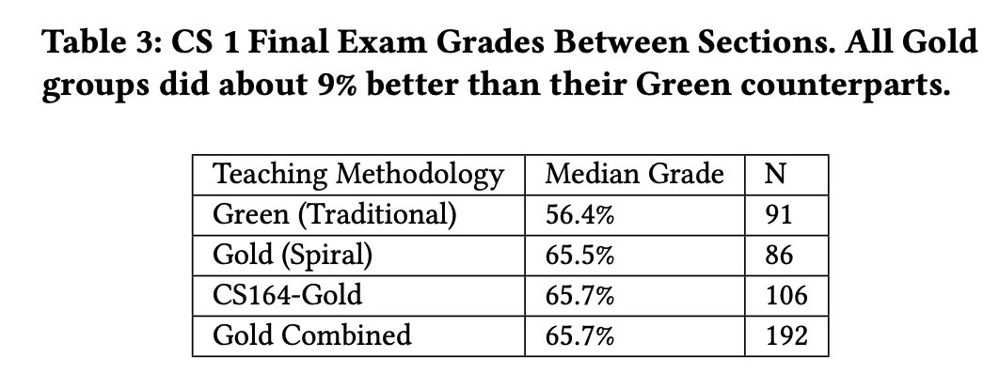 Table 3: CS 1 Final Exam Grades Between Sections. All Gold
groups did about 9% better than their Green counterparts.
Teaching Methodology Median Grade N
Green (Traditional) 56.4% 91
Gold (Spiral) 65.5% 86
CS164-Gold 65.7% 106
Gold Combined 65.7% 192